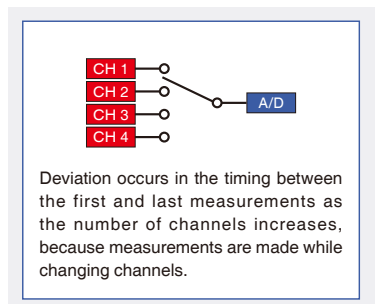 CH 1
CH 2
A/D
CH 3
CH 4
Deviation occurs in the timing between
the first and last measurements as
the number of channels increases,
because measurements are made while
changing channels.